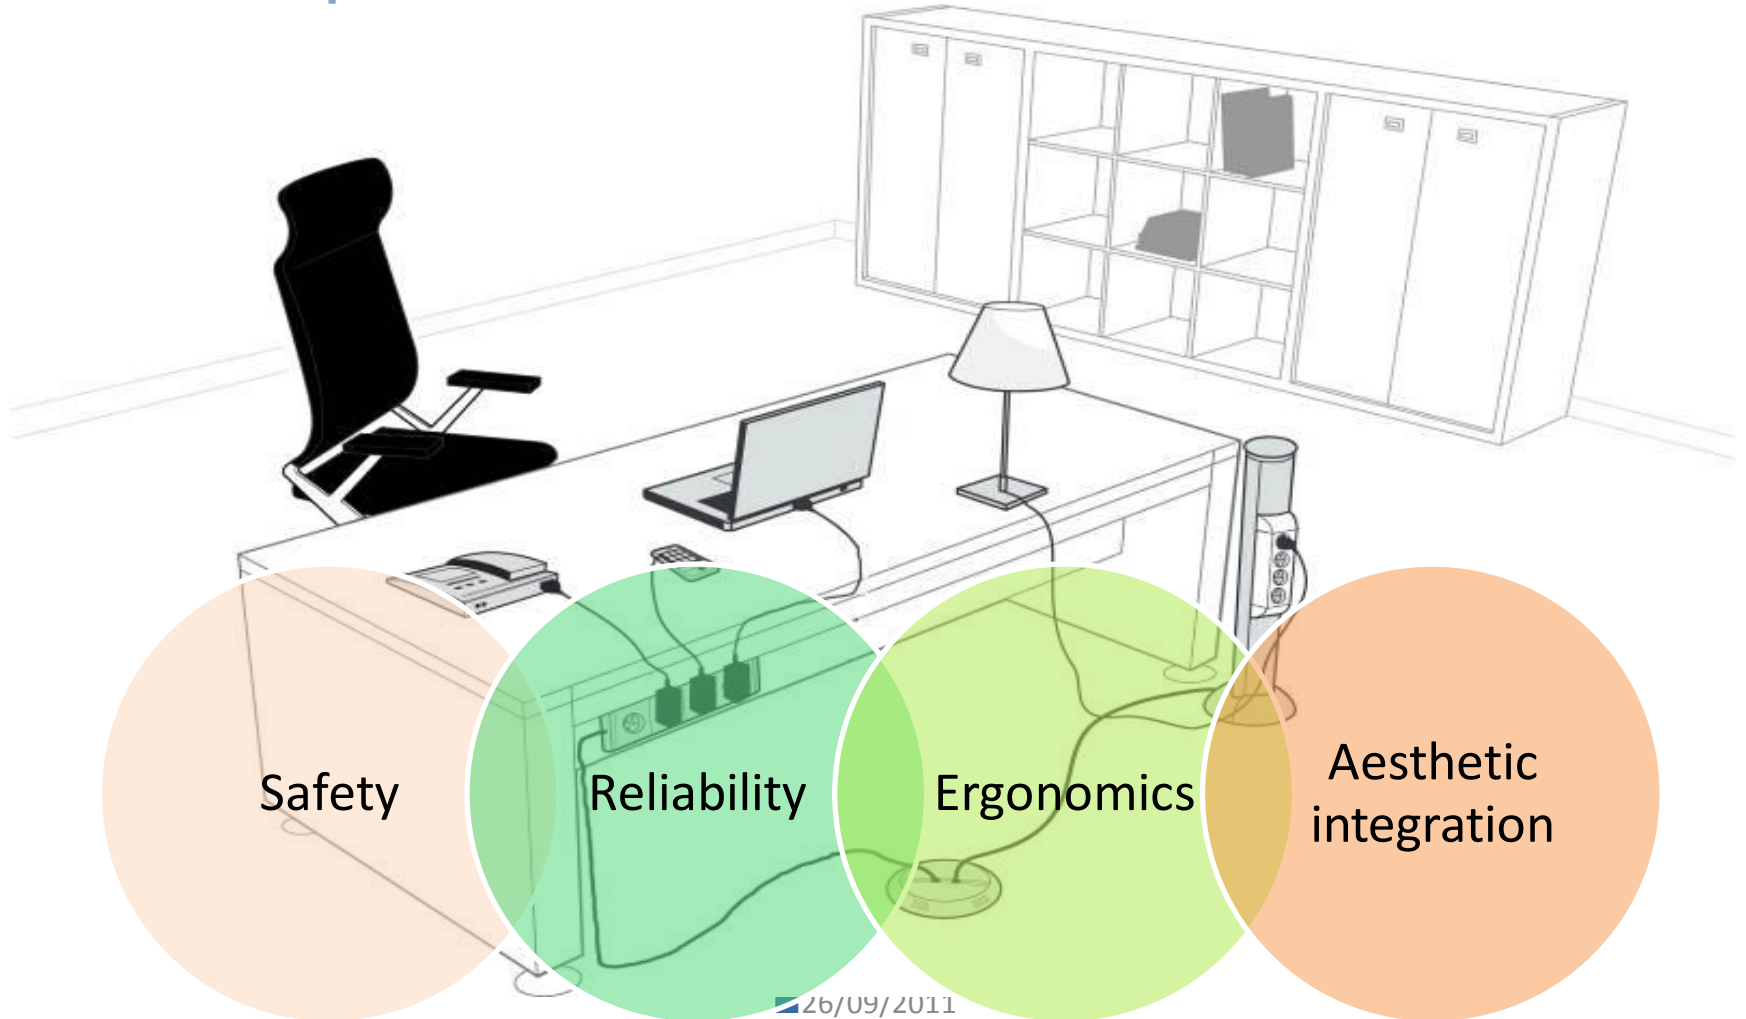 Safety
Reliability
Ergonomics
Aesthetic
integration
26/09/2011